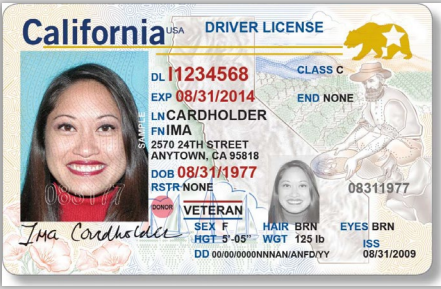 California USA DRIVER LICENSE
DL I1234568 CLASS C
EXP 08/31/2014 END NONE
LN CARDHOLDER
FN IMA
2570 24TH STREET
ANYTOWN, CA 95818
DOB 08/31/1977
RSTR NONE
08311977
SAMPLE
0831977
DONOR
VETERAN
SEX F HAIR BRN EYES BRN
HGT 5'-05" WGT 125 lb ISS
DD 00/00/0000NNNAN/ANFD/YY 08/31/2009
Ima Cardholder